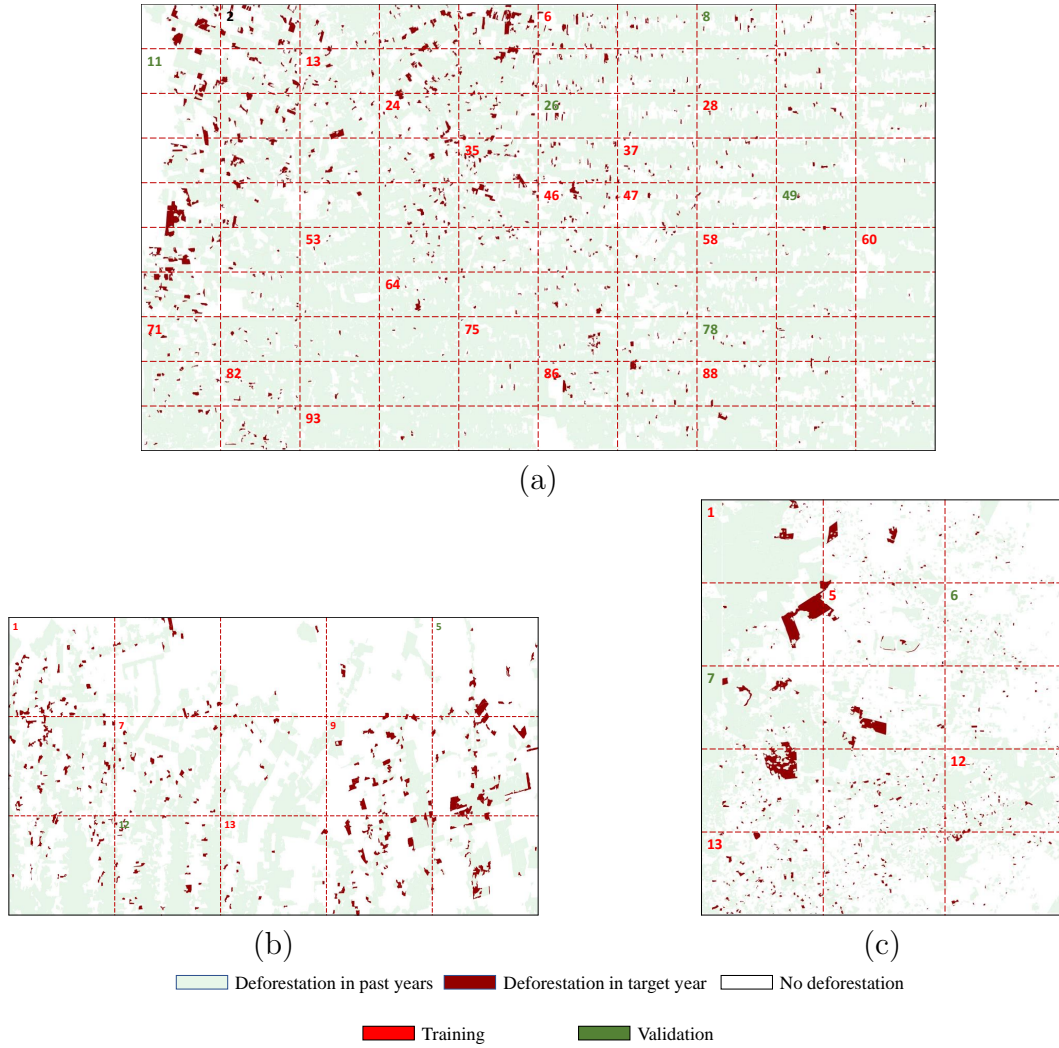 2 6 8
11 13
24 26 28
35 37
46 47 49
53 58 60
64
71 75 78
82 86 88
93
(a)
1 5
7 9
12 13
(b)
1
5 6
7
12
13
(c)
Deforestation in past years Deforestation in target year No deforestation
Training Validation